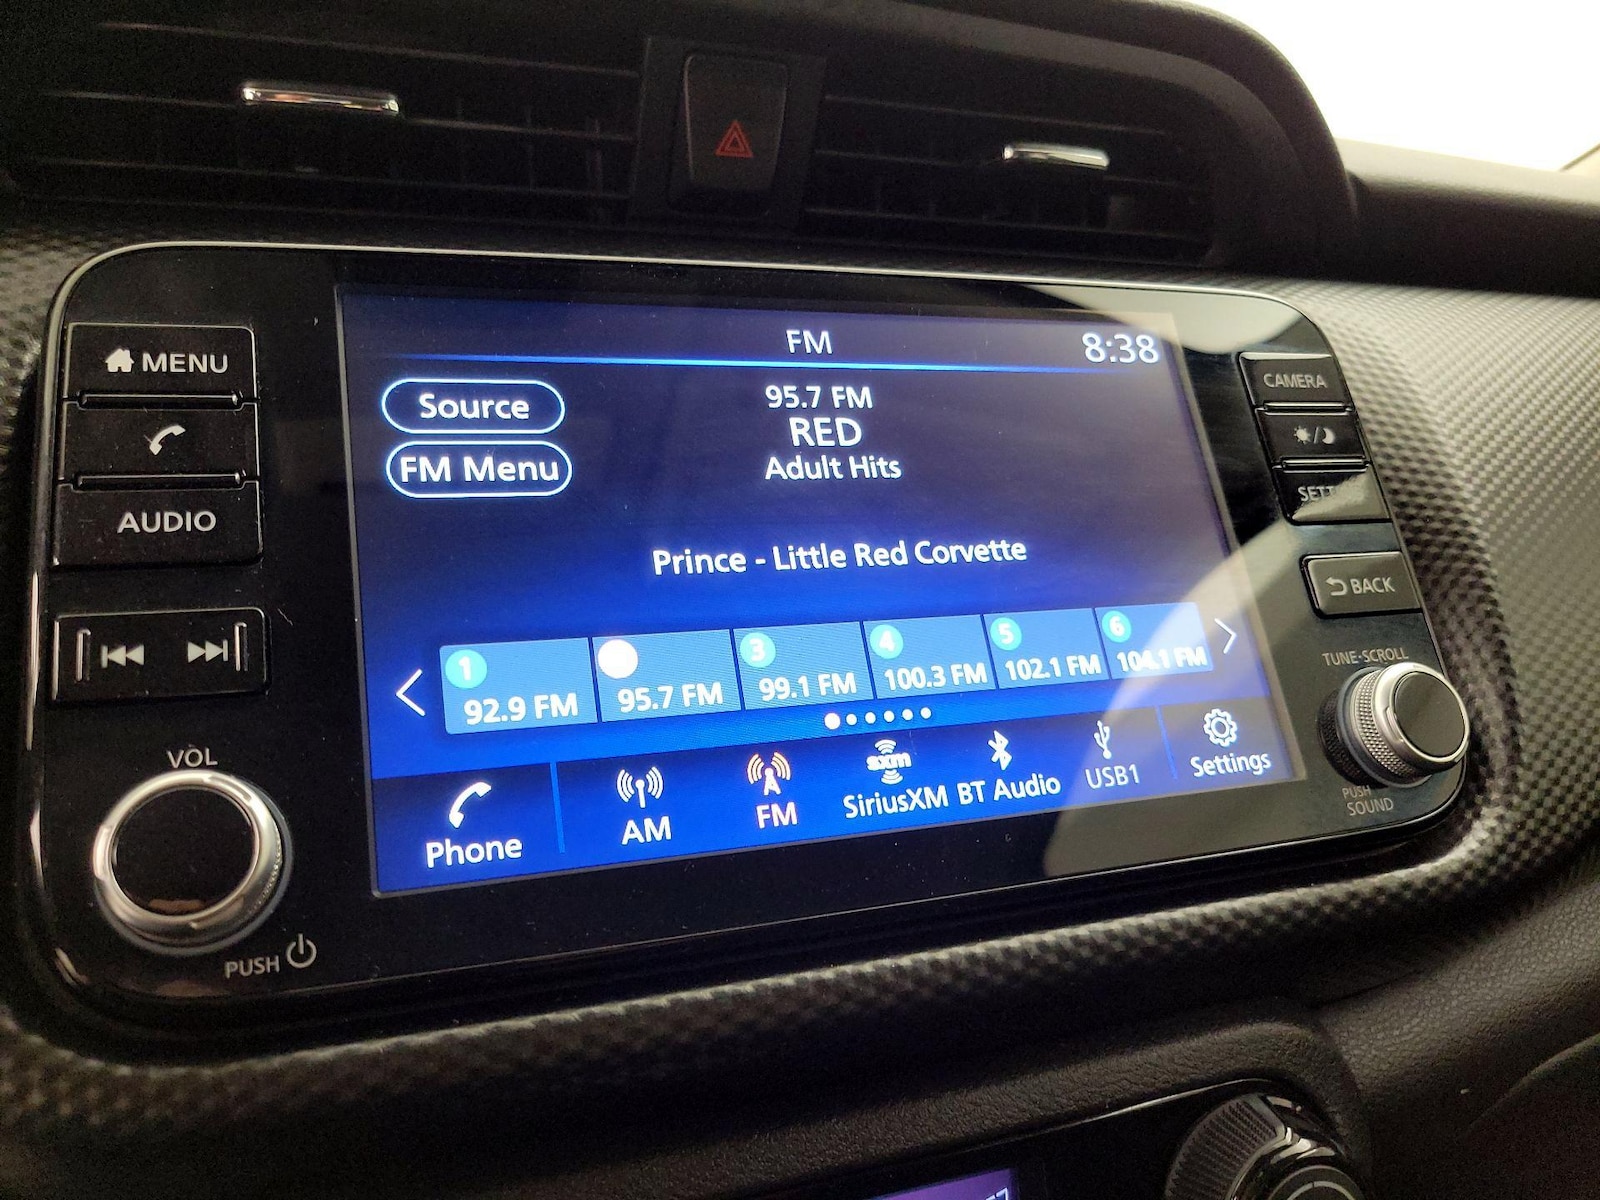 FM
8:38
MENU
AUDIO
VOL
PUSH
Source
FM Menu
95.7 FM
RED
Adult Hits
Prince - Little Red Corvette
1
92.9 FM
95.7 FM
3
99.1 FM
4
100.3 FM
5
102.1 FM
6
104.1 FM
Phone
AM
FM
sxm
SiriusXM
BT Audio
USB1
Settings
CAMERA
BACK
TUNE·SCROLL
PUSH
SOUND